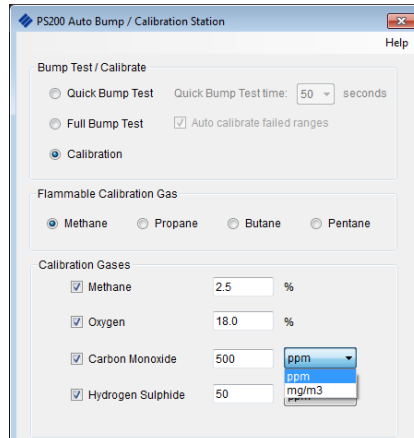 PS200 Auto Bump / Calibration Station
Help
Bump Test / Calibrate
Quick Bump Test Quick Bump Test time: 50 seconds
Full Bump Test Auto calibrate failed ranges
Calibration
Flammable Calibration Gas
Methane Propane Butane Pentane
Calibration Gases
Methane 2.5 %
Oxygen 18.0 %
Carbon Monoxide 500 ppm
ppm
mg/m3
Hydrogen Sulphide 50 ppm